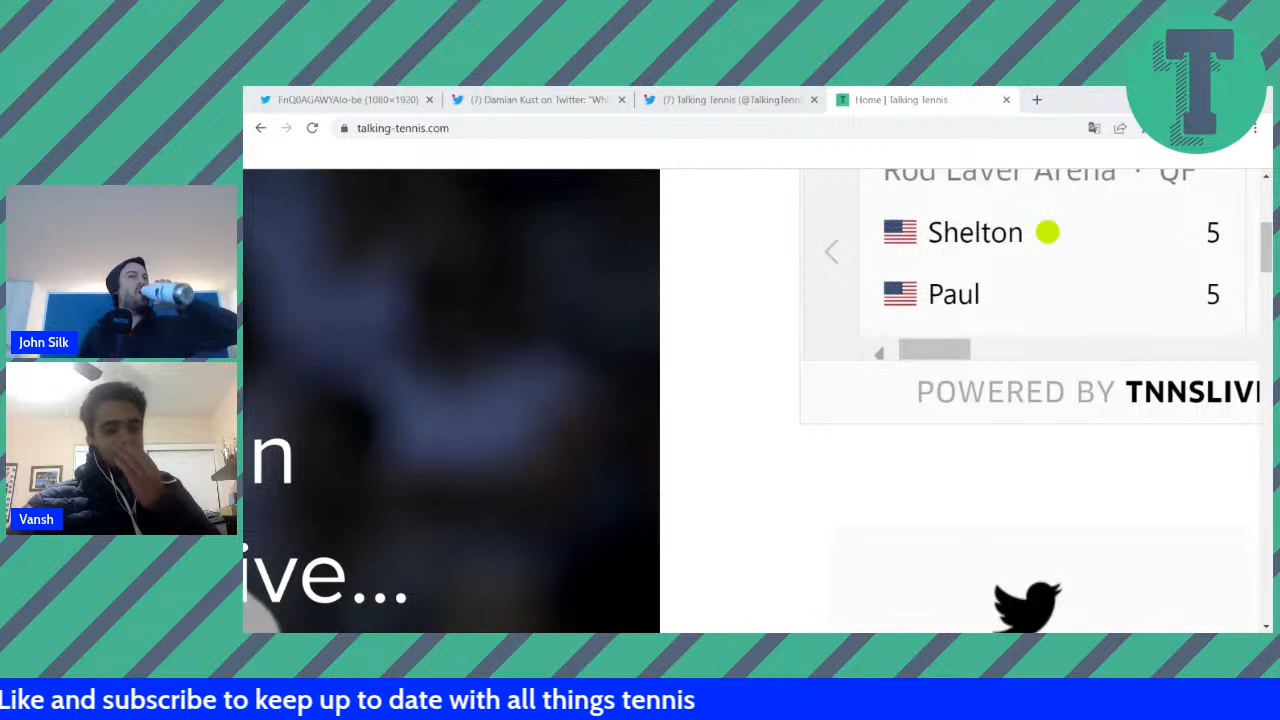 T
FnQ0AGAWYAIo-be (1080×1920)
(7) Damian Kust on Twitter: "Whi
(7) Talking Tennis (@TalkingTenn
Home | Talking Tennis
talking-tennis.com
Rod Laver Arena · QF
Shelton 5
Paul 5
POWERED BY TNNSLIVE
John Silk
Vansh
n
ive...
Like and subscribe to keep up to date with all things tennis